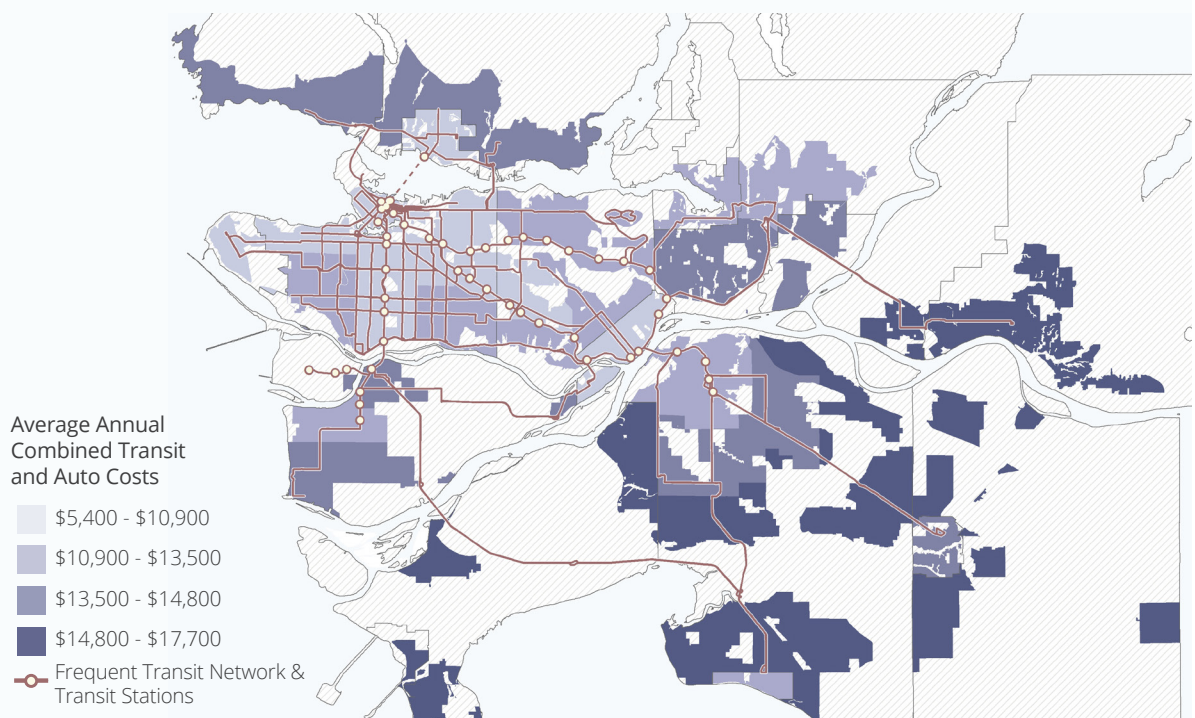 Average Annual
Combined Transit
and Auto Costs
$5,400 - $10,900
$10,900 - $13,500
$13,500 - $14,800
$14,800 - $17,700
Frequent Transit Network &
Transit Stations